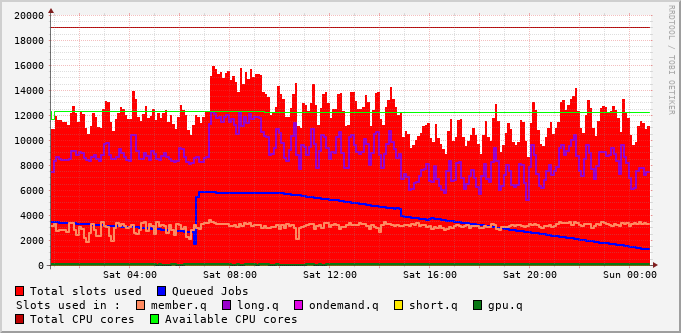 RRDTOOL / TOBI OETIKER
20000
18000
16000
14000
12000
10000
8000
6000
4000
2000
0
Sat 04:00 Sat 08:00 Sat 12:00 Sat 16:00 Sat 20:00 Sun 00:00
Total slots used Queued Jobs
Slots used in : member.q long.q ondemand.q short.q gpu.q
Total CPU cores Available CPU cores